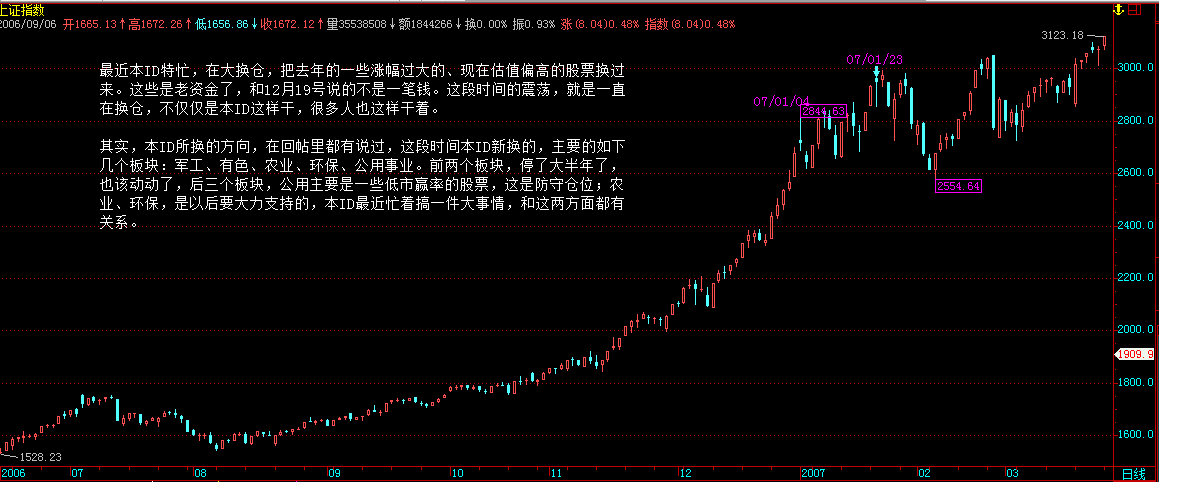 上证指数
2006/09/06 开1665.13↑高1672.26↑低1656.86↓收1672.12↑量35538508↓额1844266↓换0.00% 振0.93% 涨(8.04)0.48% 指数(8.04)0.48%
3123.18
07/01/23
3000.0
最近本ID特忙，在大换仓，把去年的一些涨幅过大的、现在估值偏高的股票换过
来。这些是老资金了，和12月19号说的不是一笔钱。这段时间的震荡，就是一直
在换仓，不仅仅是本ID这样干，很多人也这样干着。
07/01/04
2844.83
2800.0
其实，本ID所换的方向，在回帖里都有说过，这段时间本ID新换的，主要的如下
几个板块：军工、有色、农业、环保、公用事业。前两个板块，停了大半年了，
也该动动了，后三个板块，公用主要是一些低市赢率的股票，这是防守仓位；农
业、环保，是以后要大力支持的，本ID最近忙着搞一件大事情，和这两方面都有
关系。
2600.0
2554.64
2400.0
2200.0
2000.0
1909.9
1800.0
1600.0
1528.23
2006 07 08 09 10 11 12 2007 02 03 日线